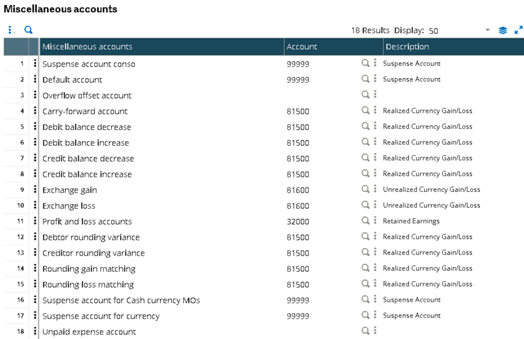 Miscellaneous accounts
18 Results Display: 50
Miscellaneous accounts Account Description
1 Suspense account conso 99999 Suspense Account
2 Default account 99999 Suspense Account
3 Overflow offset account
4 Carry-forward account 81500 Realized Currency Gain/Loss
5 Debit balance decrease 81500 Realized Currency Gain/Loss
6 Debit balance increase 81500 Realized Currency Gain/Loss
7 Credit balance decrease 81500 Realized Currency Gain/Loss
8 Credit balance increase 81500 Realized Currency Gain/Loss
9 Exchange gain 81600 Unrealized Currency Gain/Loss
10 Exchange loss 81600 Unrealized Currency Gain/Loss
11 Profit and loss accounts 32000 Retained Earnings
12 Debtor rounding variance 81500 Realized Currency Gain/Loss
13 Creditor rounding variance 81500 Realized Currency Gain/Loss
14 Rounding gain matching 81500 Realized Currency Gain/Loss
15 Rounding loss matching 81500 Realized Currency Gain/Loss
16 Suspense account for Cash currency MOs 99999 Suspense Account
17 Suspense account for currency 99999 Suspense Account
18 Unpaid expense account